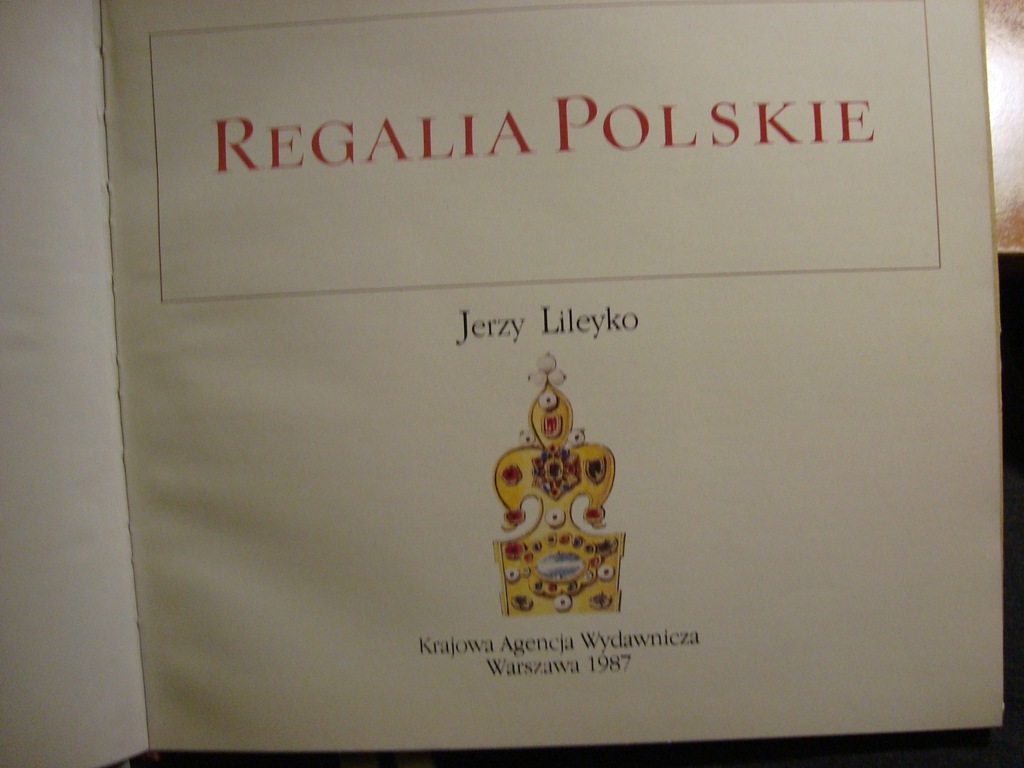 REGALIA POLSKIE
Jerzy Lileyko
Krajowa Agencja Wydawnicza
Warszawa 1987